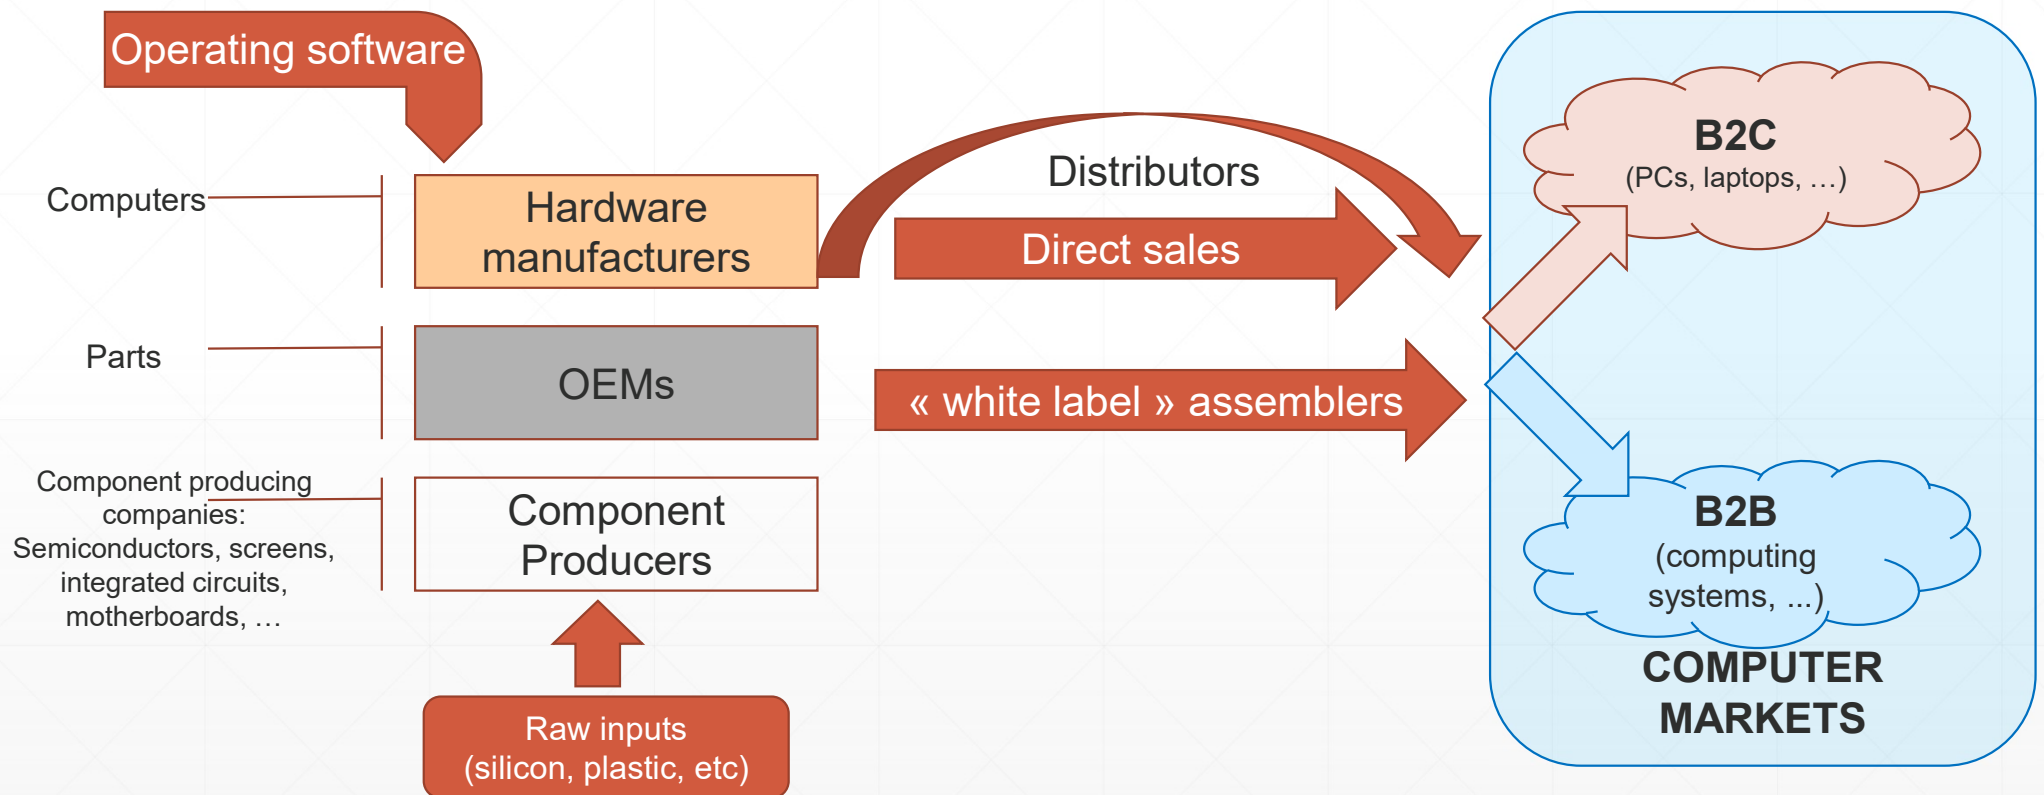 Operating software
Computers
Hardware
manufacturers
Distributors
Direct sales
B2C
(PCs, laptops, …)
Parts
OEMs
« white label » assemblers
Component producing
companies:
Semiconductors, screens,
integrated circuits,
motherboards, …
Component
Producers
B2B
(computing
systems, ...)
COMPUTER
MARKETS
Raw inputs
(silicon, plastic, etc)